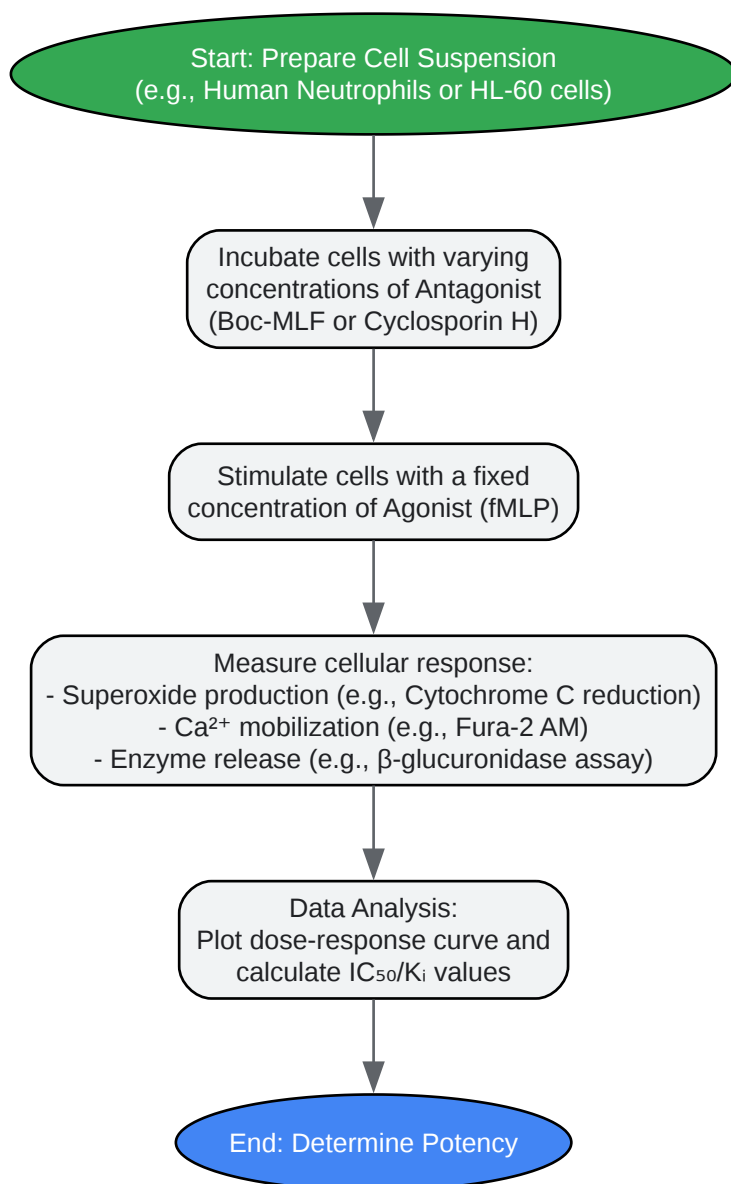 Start: Prepare Cell Suspension
(e.g., Human Neutrophils or HL-60 cells)
Incubate cells with varying
concentrations of Antagonist
(Boc-MLF or Cyclosporin H)
Stimulate cells with a fixed
concentration of Agonist (fMLP)
Measure cellular response:
- Superoxide production (e.g., Cytochrome C reduction)
- Ca²⁺ mobilization (e.g., Fura-2 AM)
- Enzyme release (e.g., β-glucuronidase assay)
Data Analysis:
Plot dose-response curve and
calculate IC₅₀/Kᵢ values
End: Determine Potency